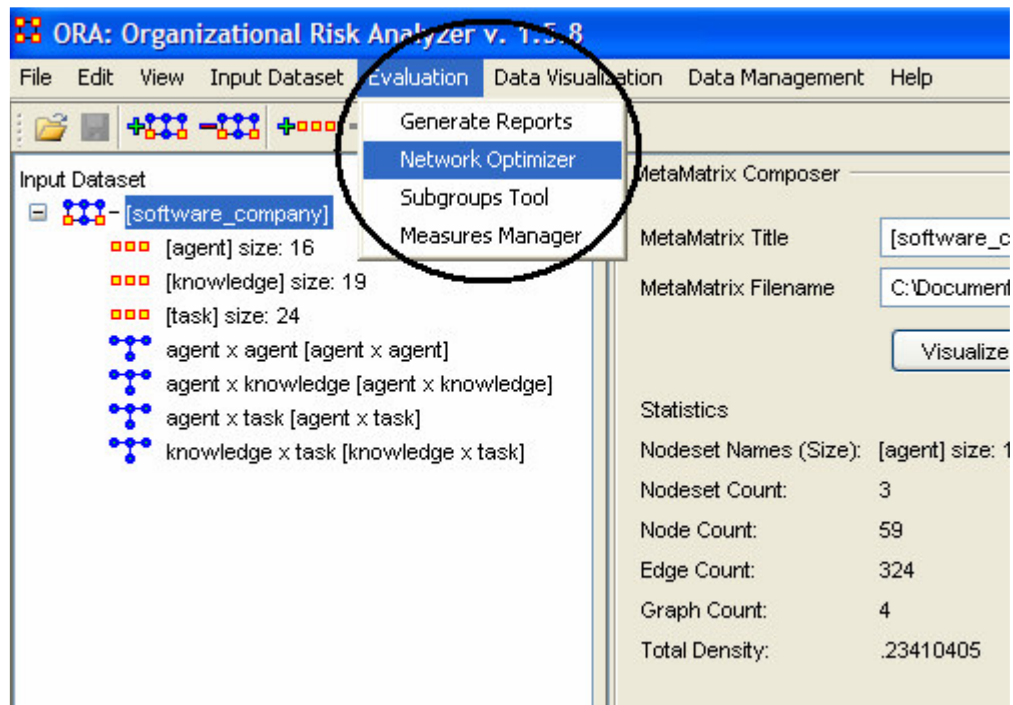 ORA: Organizational Risk Analyzer v. 1.5.8
File Edit View Input Dataset Evaluation Data Visualization Data Management Help
Generate Reports
Network Optimizer
Subgroups Tool
Measures Manager
Input Dataset
[software_company]
[agent] size: 16
[knowledge] size: 19
[task] size: 24
agent x agent [agent x agent]
agent x knowledge [agent x knowledge]
agent x task [agent x task]
knowledge x task [knowledge x task]
MetaMatrix Composer
MetaMatrix Title [software_c
MetaMatrix Filename C:\Document
Visualize
Statistics
Nodeset Names (Size): [agent] size: 1
Nodeset Count: 3
Node Count: 59
Edge Count: 324
Graph Count: 4
Total Density: .23410405